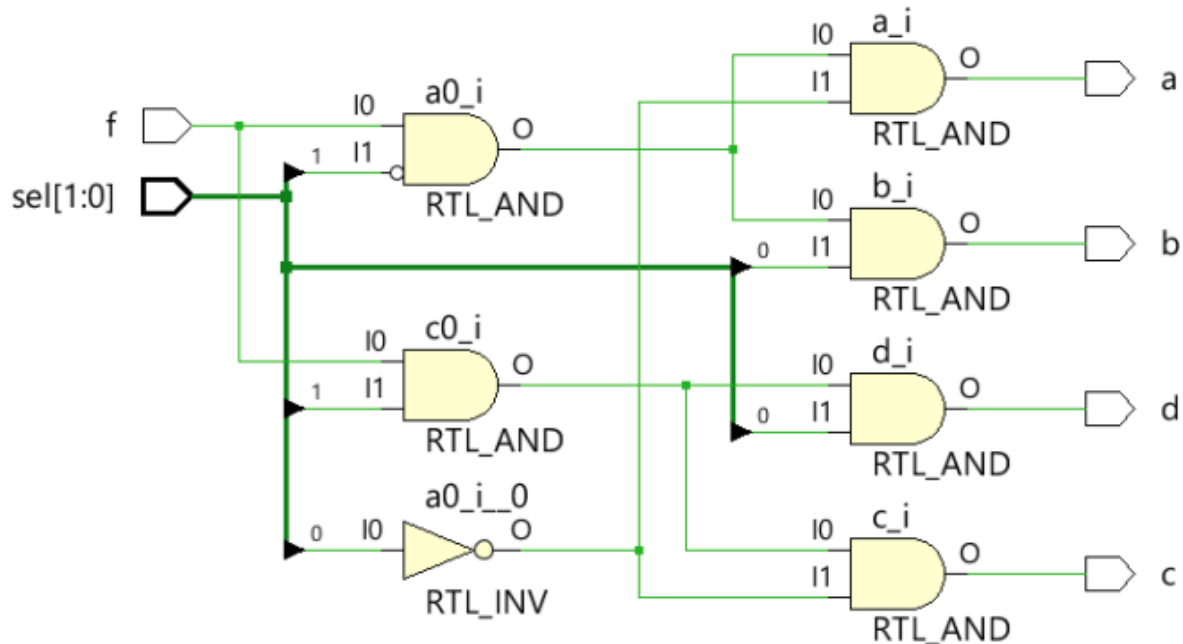 f
sel[1:0]
a0_i
I0
1
I1
O
RTL_AND
c0_i
I0
1
I1
O
RTL_AND
a0_i__0
0
I0
O
RTL_INV
a_i
I0
I1
O
RTL_AND
a
b_i
I0
0
I1
O
RTL_AND
b
d_i
I0
0
I1
O
RTL_AND
d
c_i
I0
I1
O
RTL_AND
c